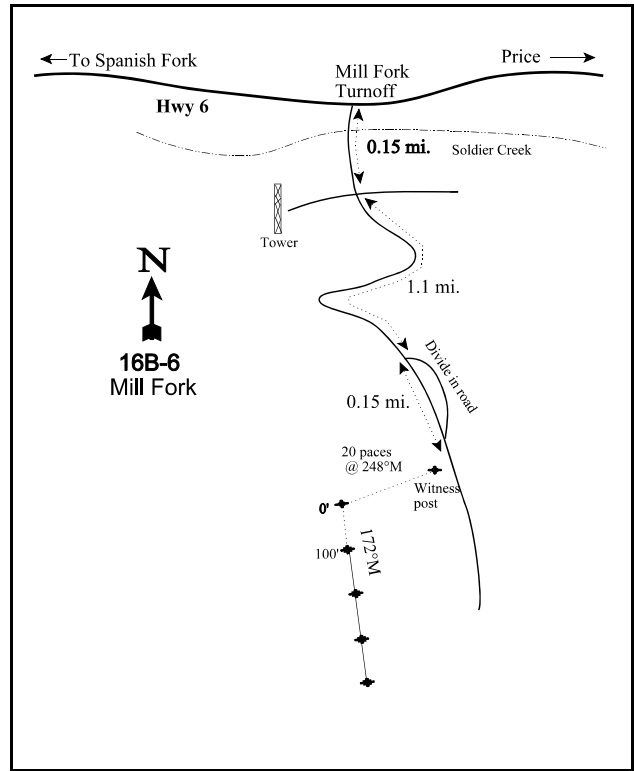 To Spanish Fork
Price
Mill Fork
Turnoff
Hwy 6
0.15 mi.
Soldier Creek
Tower
N
1.1 mi.
16B-6
Mill Fork
Divide in road
0.15 mi.
20 paces
@ 248°M
Witness
post
0'
172°M
100'